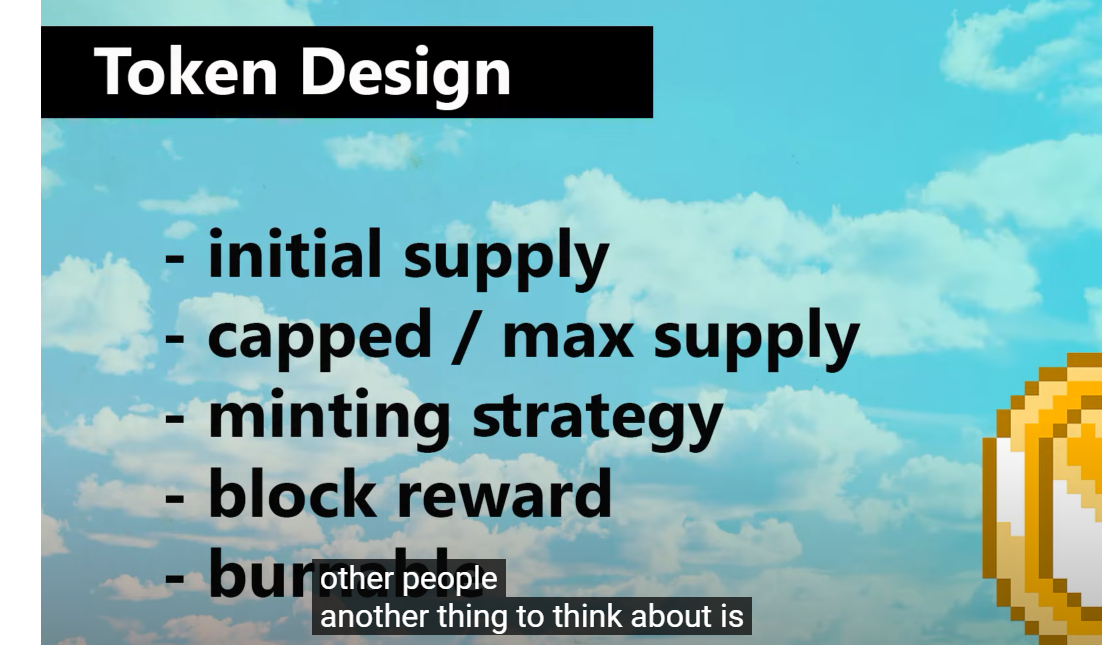 Token Design
- initial supply
- capped / max supply
- minting strategy
- block reward
- burnable
other people
another thing to think about is